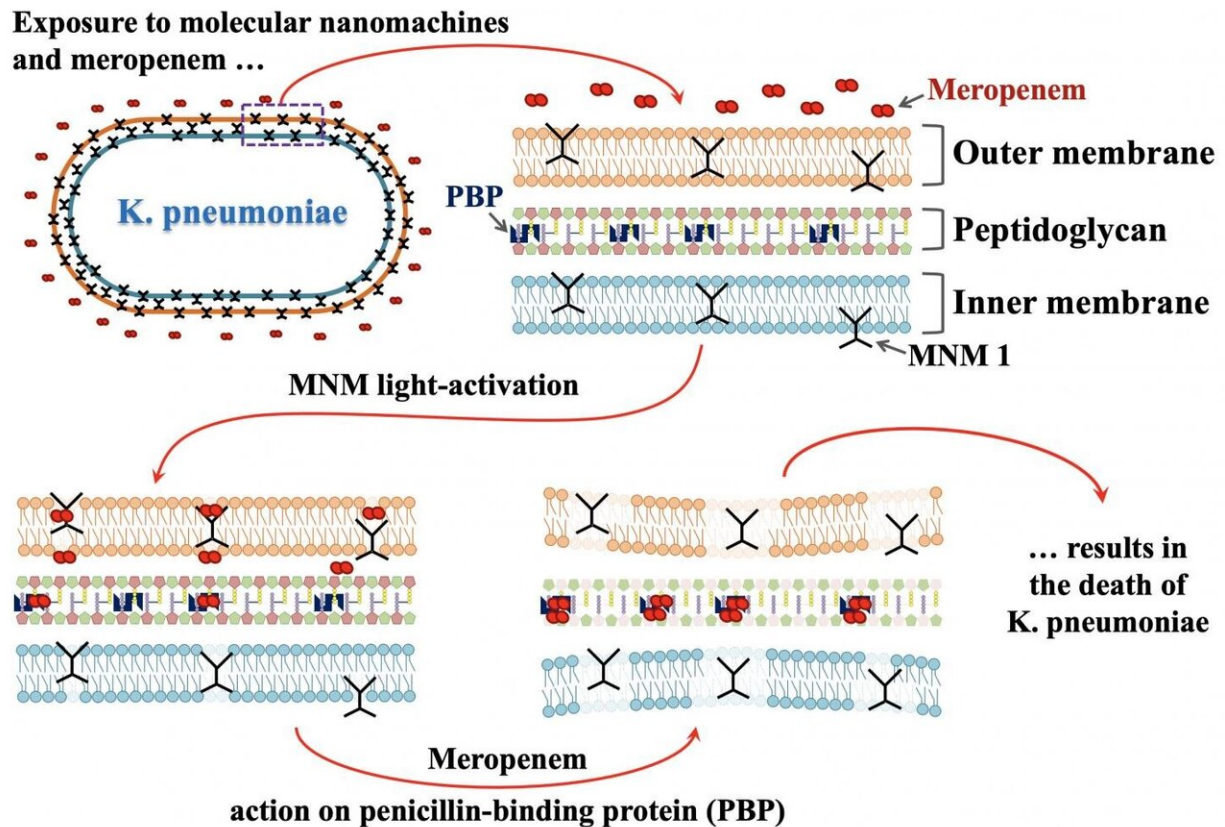 Exposure to molecular nanomachines
and meropenem ...
Meropenem
K. pneumoniae
Outer membrane
PBP
Peptidoglycan
Inner membrane
MNM 1
MNM light-activation
... results in
the death of
K. pneumoniae
Meropenem
action on penicillin-binding protein (PBP)